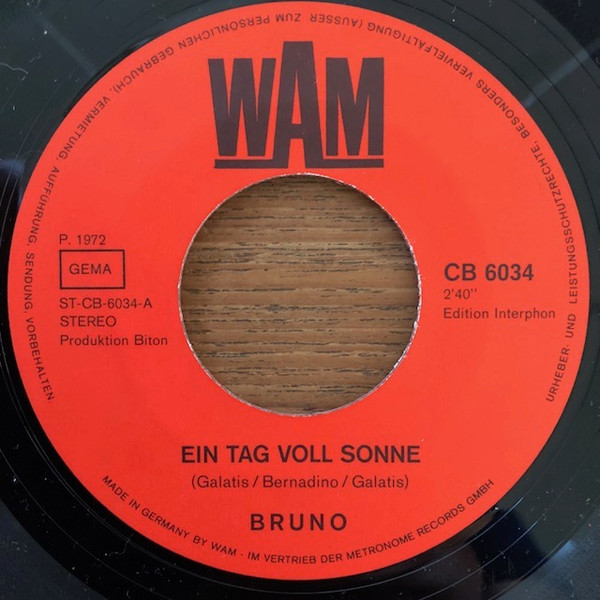 WAM
P. 1972
GEMA
ST-CB-6034-A
STEREO
Produktion Biton
CB 6034
2'40"
Edition Interphon
EIN TAG VOLL SONNE
(Galatis / Bernadino / Galatis)
BRUNO
MADE IN GERMANY BY WAM - IM VERTRIEB DER METRONOME RECORDS GMBH
URHEBER- UND LEISTUNGSSCHUTZRECHTE, BESONDERS VERVIELFÄLTIGUNG (AUSSER ZUM PERSÖNLICHEN GEBRAUCH), VERMIETUNG, AUFFÜHRUNG, SENDUNG, VORBEHALTEN.